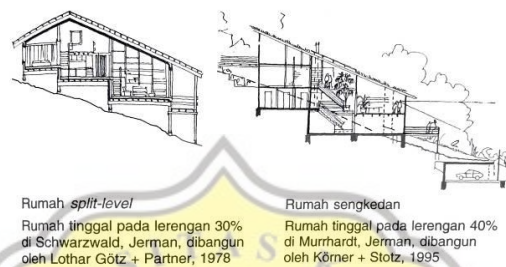 Rumah split-level
Rumah tinggal pada lerengan 30%
di Schwarzwald, Jerman, dibangun
oleh Lothar Götz + Partner, 1978
Rumah sengkedan
Rumah tinggal pada lerengan 40%
di Murrhardt, Jerman, dibangun
oleh Körner + Stotz, 1995